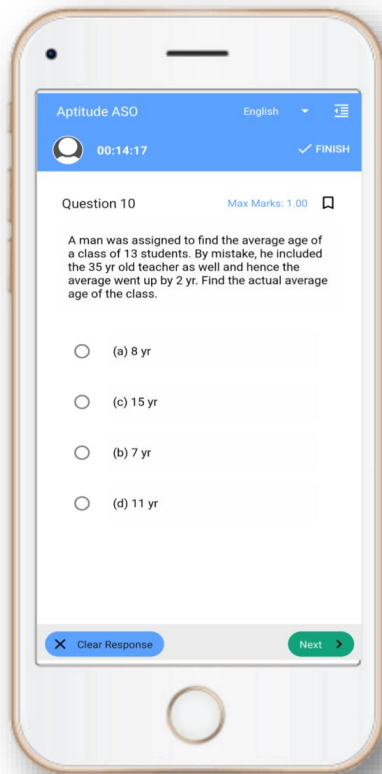 Aptitude ASO English
00:14:17 FINISH
Question 10 Max Marks: 1.00
A man was assigned to find the average age of
a class of 13 students. By mistake, he included
the 35 yr old teacher as well and hence the
average went up by 2 yr. Find the actual average
age of the class.
(a) 8 yr
(c) 15 yr
(b) 7 yr
(d) 11 yr
Clear Response Next